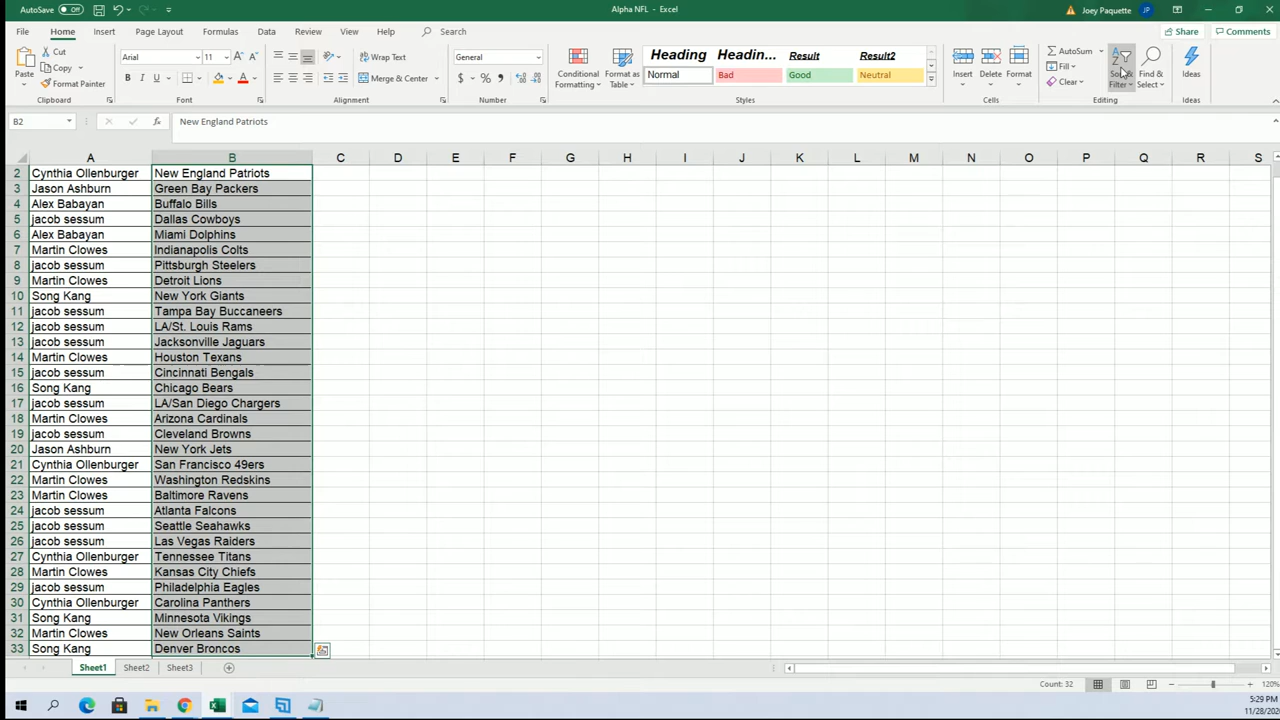 AutoSave Off Alpha NFL - Excel Joey Paquette JP
File Home Insert Page Layout Formulas Data Review View Help Search Share Comments
Paste Cut Copy Format Painter Clipboard
Arial 11 Font
Wrap Text Merge & Center Alignment
General $ % Number
Conditional Formatting Format as Table Heading Headin... Result Result2 Normal Bad Good Neutral Styles
Insert Delete Format Cells
AutoSum Fill Clear Sort & Filter Find & Select Editing
Ideas Ideas
B2 fx New England Patriots
A B C D E F G H I J K L M N O P Q R S
2 Cynthia Ollenburger New England Patriots
3 Jason Ashburn Green Bay Packers
4 Alex Babayan Buffalo Bills
5 jacob sessum Dallas Cowboys
6 Alex Babayan Miami Dolphins
7 Martin Clowes Indianapolis Colts
8 jacob sessum Pittsburgh Steelers
9 Martin Clowes Detroit Lions
10 Song Kang New York Giants
11 jacob sessum Tampa Bay Buccaneers
12 jacob sessum LA/St. Louis Rams
13 jacob sessum Jacksonville Jaguars
14 Martin Clowes Houston Texans
15 jacob sessum Cincinnati Bengals
16 Song Kang Chicago Bears
17 jacob sessum LA/San Diego Chargers
18 Martin Clowes Arizona Cardinals
19 jacob sessum Cleveland Browns
20 Jason Ashburn New York Jets
21 Cynthia Ollenburger San Francisco 49ers
22 Martin Clowes Washington Redskins
23 Martin Clowes Baltimore Ravens
24 jacob sessum Atlanta Falcons
25 jacob sessum Seattle Seahawks
26 jacob sessum Las Vegas Raiders
27 Cynthia Ollenburger Tennessee Titans
28 Martin Clowes Kansas City Chiefs
29 jacob sessum Philadelphia Eagles
30 Cynthia Ollenburger Carolina Panthers
31 Song Kang Minnesota Vikings
32 Martin Clowes New Orleans Saints
33 Song Kang Denver Broncos
Sheet1 Sheet2 Sheet3
Count: 32 120%
5:29 PM
11/28/20